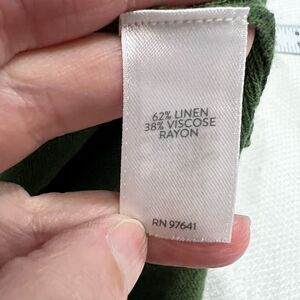 62% LINEN
38% VISCOSE
RAYON
RN 97641